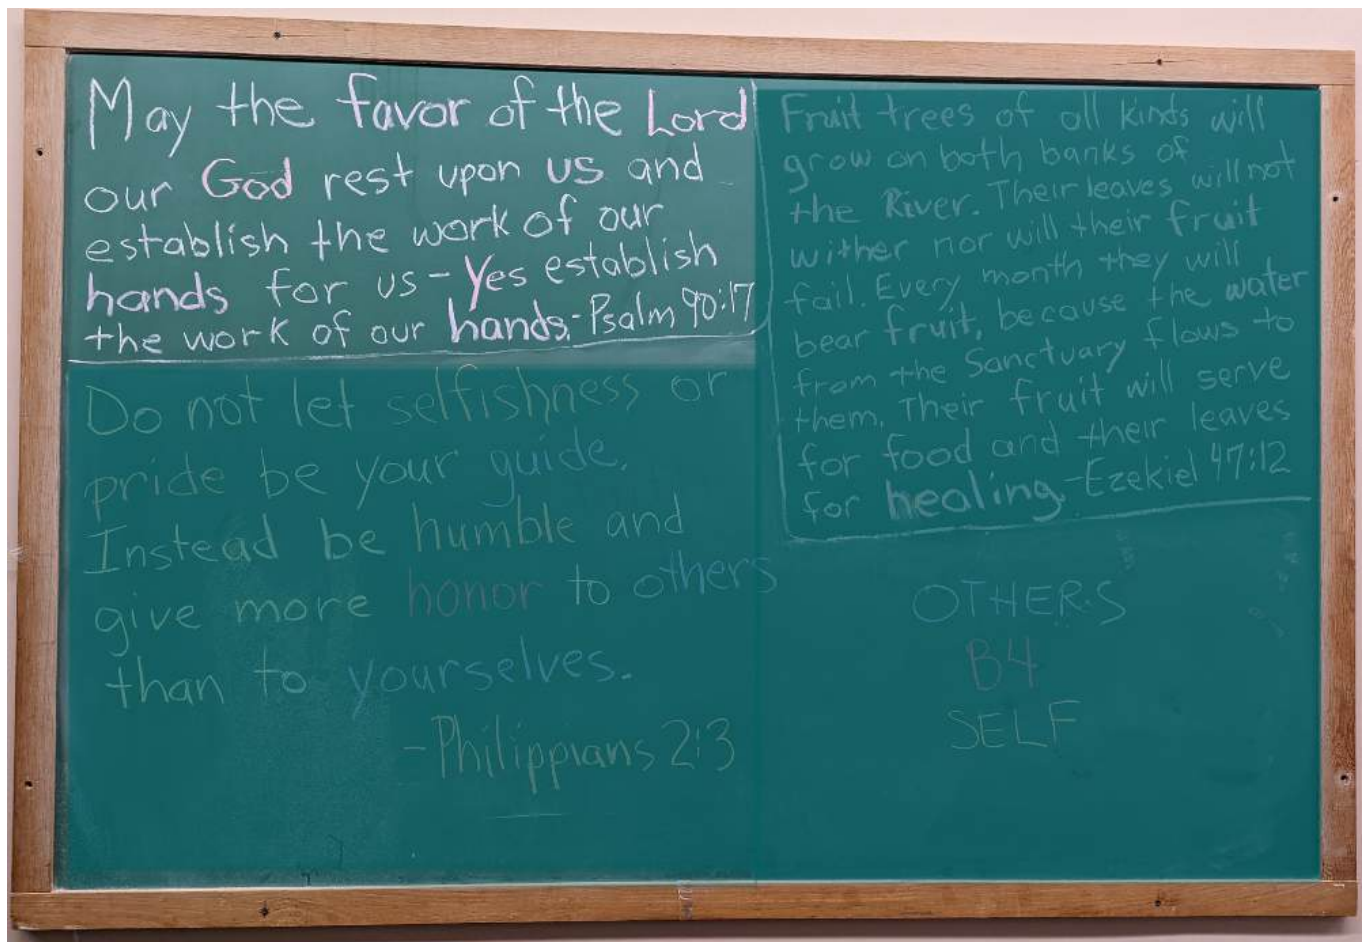 May the favor of the Lord
our God rest upon us and
establish the work of our
hands for us - Yes establish
the work of our hands. - Psalm 90:17
Do not let selfishness or
pride be your guide.
Instead be humble and
give more honor to others
than to yourselves.
- Philippians 2:3
Fruit trees of all kinds will
grow on both banks of
the River. Their leaves will not
wither nor will their fruit
fail. Every month they will
bear fruit, because the water
from the Sanctuary flows to
them. Their fruit will serve
for food and their leaves
for healing. - Ezekiel 47:12
OTHERS
B4
SELF